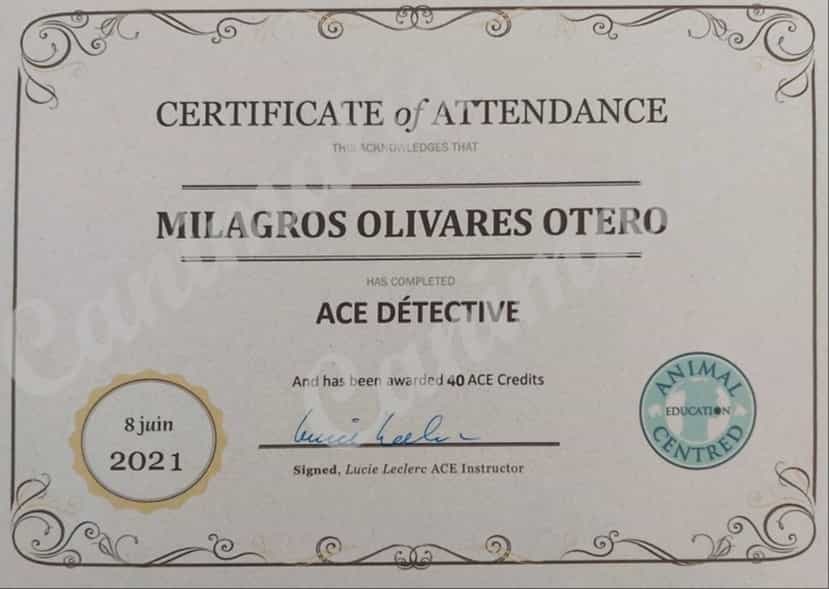 CERTIFICATE of ATTENDANCE
THIS ACKNOWLEDGES THAT
MILAGROS OLIVARES OTERO
HAS COMPLETED
ACE DÉTECTIVE
And has been awarded 40 ACE Credits
8 juin
2021
Signed, Lucie Leclerc ACE Instructor
ANIMAL
EDUCATION
CENTRED